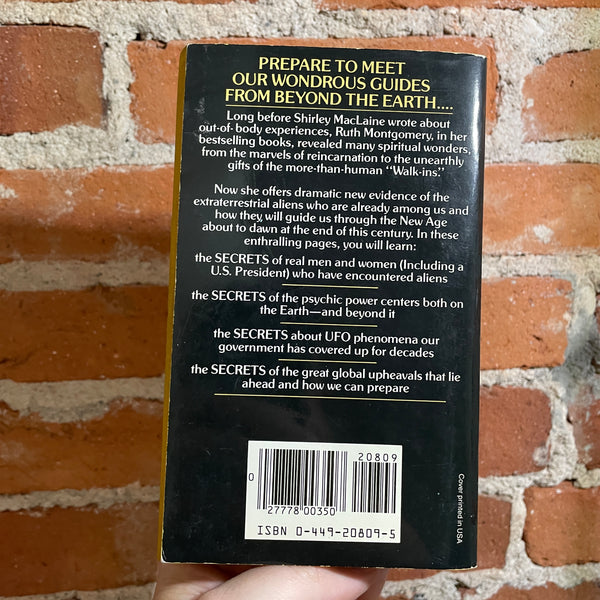 PREPARE TO MEET
OUR WONDROUS GUIDES
FROM BEYOND THE EARTH....
Long before Shirley MacLaine wrote about
out-of-body experiences, Ruth Montgomery, in her
bestselling books, revealed many spiritual wonders,
from the marvels of reincarnation to the unearthly
gifts of the more-than-human "Walk-ins."
Now she offers dramatic new evidence of the
extraterrestrial aliens who are already among us and
how they will guide us through the New Age
about to dawn at the end of this century. In these
enthralling pages, you will learn:
the SECRETS of real men and women (Including a
U.S. President) who have encountered aliens
the SECRETS of the psychic power centers both on
the Earth—and beyond it
the SECRETS about UFO phenomena our
government has covered up for decades
the SECRETS of the great global upheavals that lie
ahead and how we can prepare
20809
0
27778 00350
ISBN 0-449-20809-5
Cover printed in USA